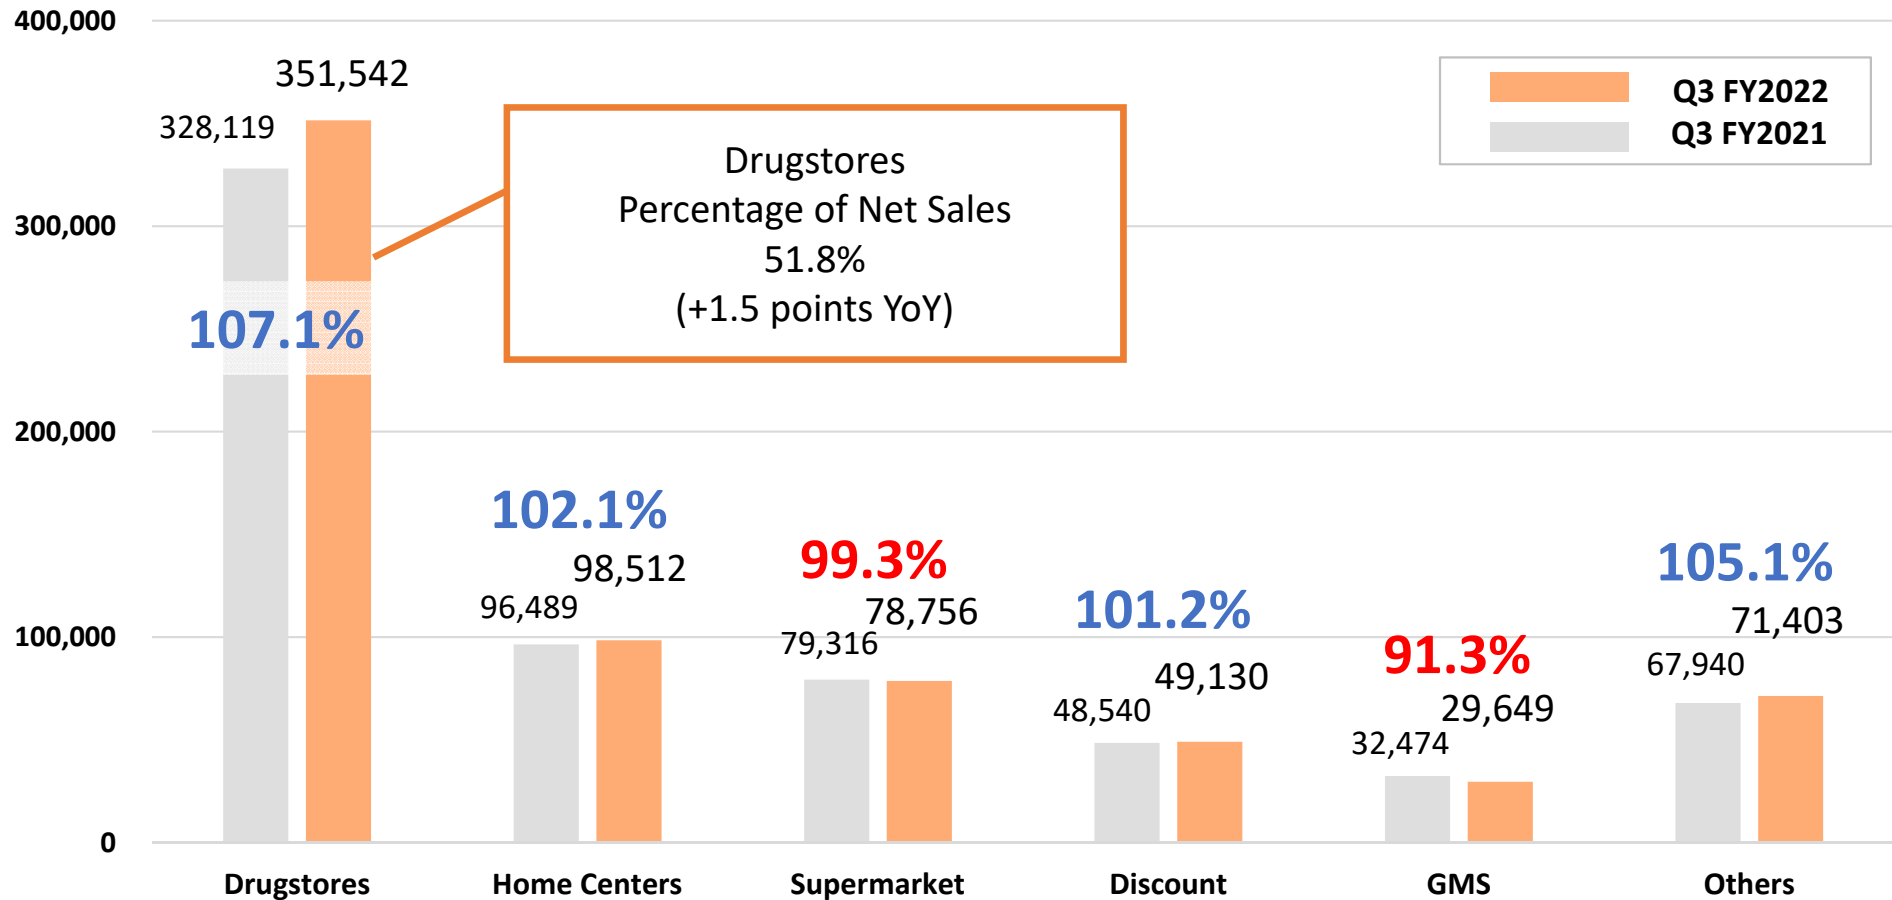 400,000
300,000
200,000
100,000
0
Q3 FY2022
Q3 FY2021
Drugstores
Percentage of Net Sales
51.8%
(+1.5 points YoY)
328,119
351,542
107.1%
102.1%
96,489
98,512
99.3%
79,316
78,756
101.2%
48,540
49,130
91.3%
32,474
29,649
105.1%
67,940
71,403
Drugstores
Home Centers
Supermarket
Discount
GMS
Others